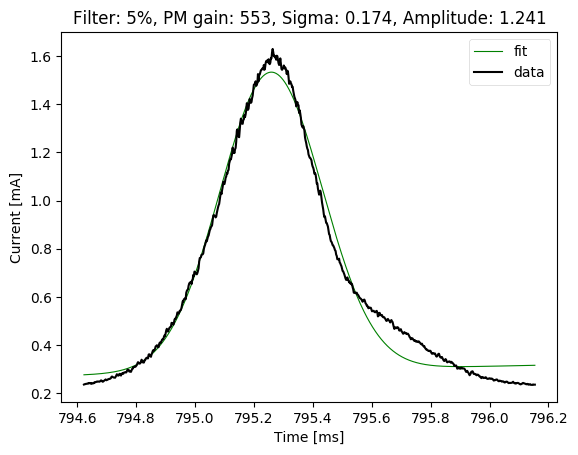 Filter: 5%, PM gain: 553, Sigma: 0.174, Amplitude: 1.241
fit
data
1.6
1.4
1.2
1.0
0.8
0.6
0.4
0.2
Current [mA]
794.6 794.8 795.0 795.2 795.4 795.6 795.8 796.0 796.2
Time [ms]